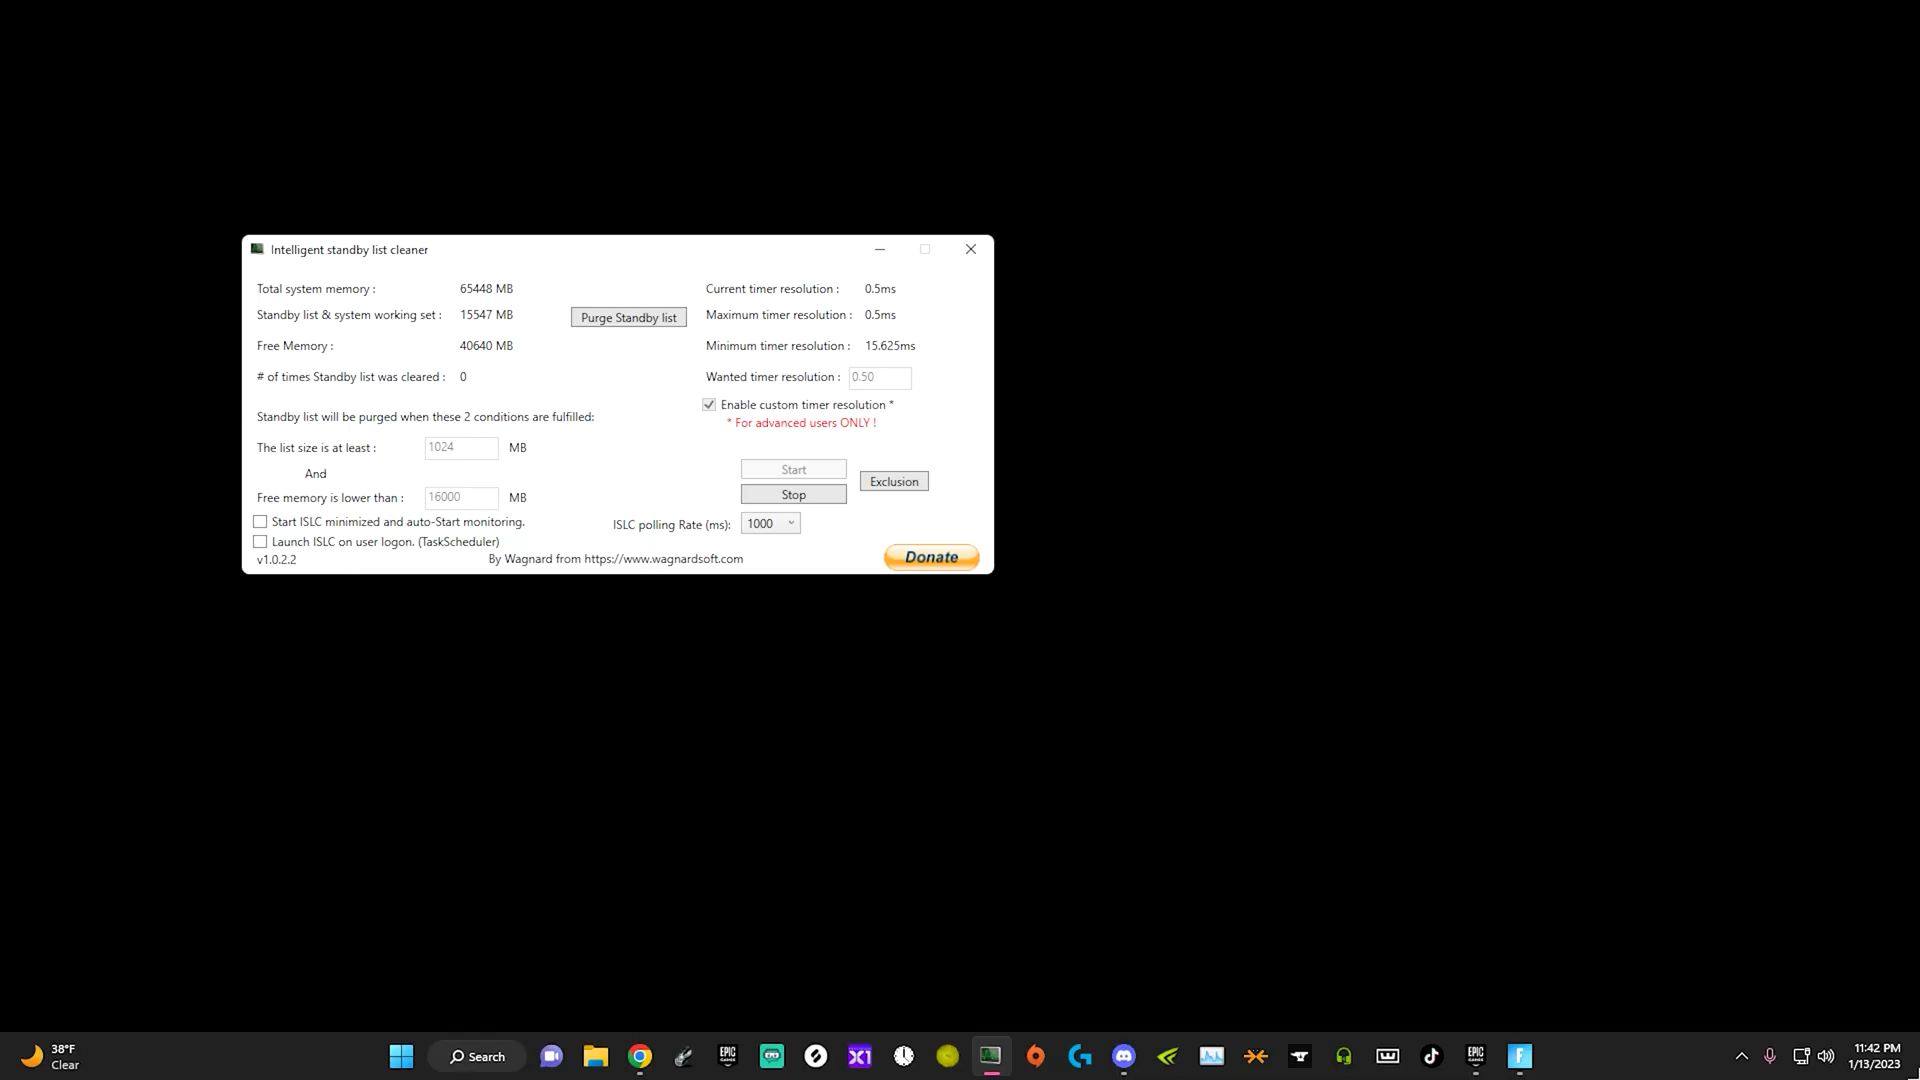 Intelligent standby list cleaner
Total system memory : 65448 MB
Standby list & system working set : 15547 MB
Purge Standby list
Free Memory : 40640 MB
# of times Standby list was cleared : 0
Standby list will be purged when these 2 conditions are fulfilled:
The list size is at least : 1024 MB
And
Free memory is lower than : 16000 MB
Start ISLC minimized and auto-Start monitoring.
Launch ISLC on user logon. (TaskScheduler)
v1.0.2.2
By Wagnard from https://www.wagnardsoft.com
Current timer resolution : 0.5ms
Maximum timer resolution : 0.5ms
Minimum timer resolution : 15.625ms
Wanted timer resolution : 0.50
Enable custom timer resolution *
* For advanced users ONLY !
Start
Stop
Exclusion
ISLC polling Rate (ms): 1000
Donate
38°F
Clear
Search
EPIC
GAMES
X1
EPIC
GAMES
F
11:42 PM
1/13/2023